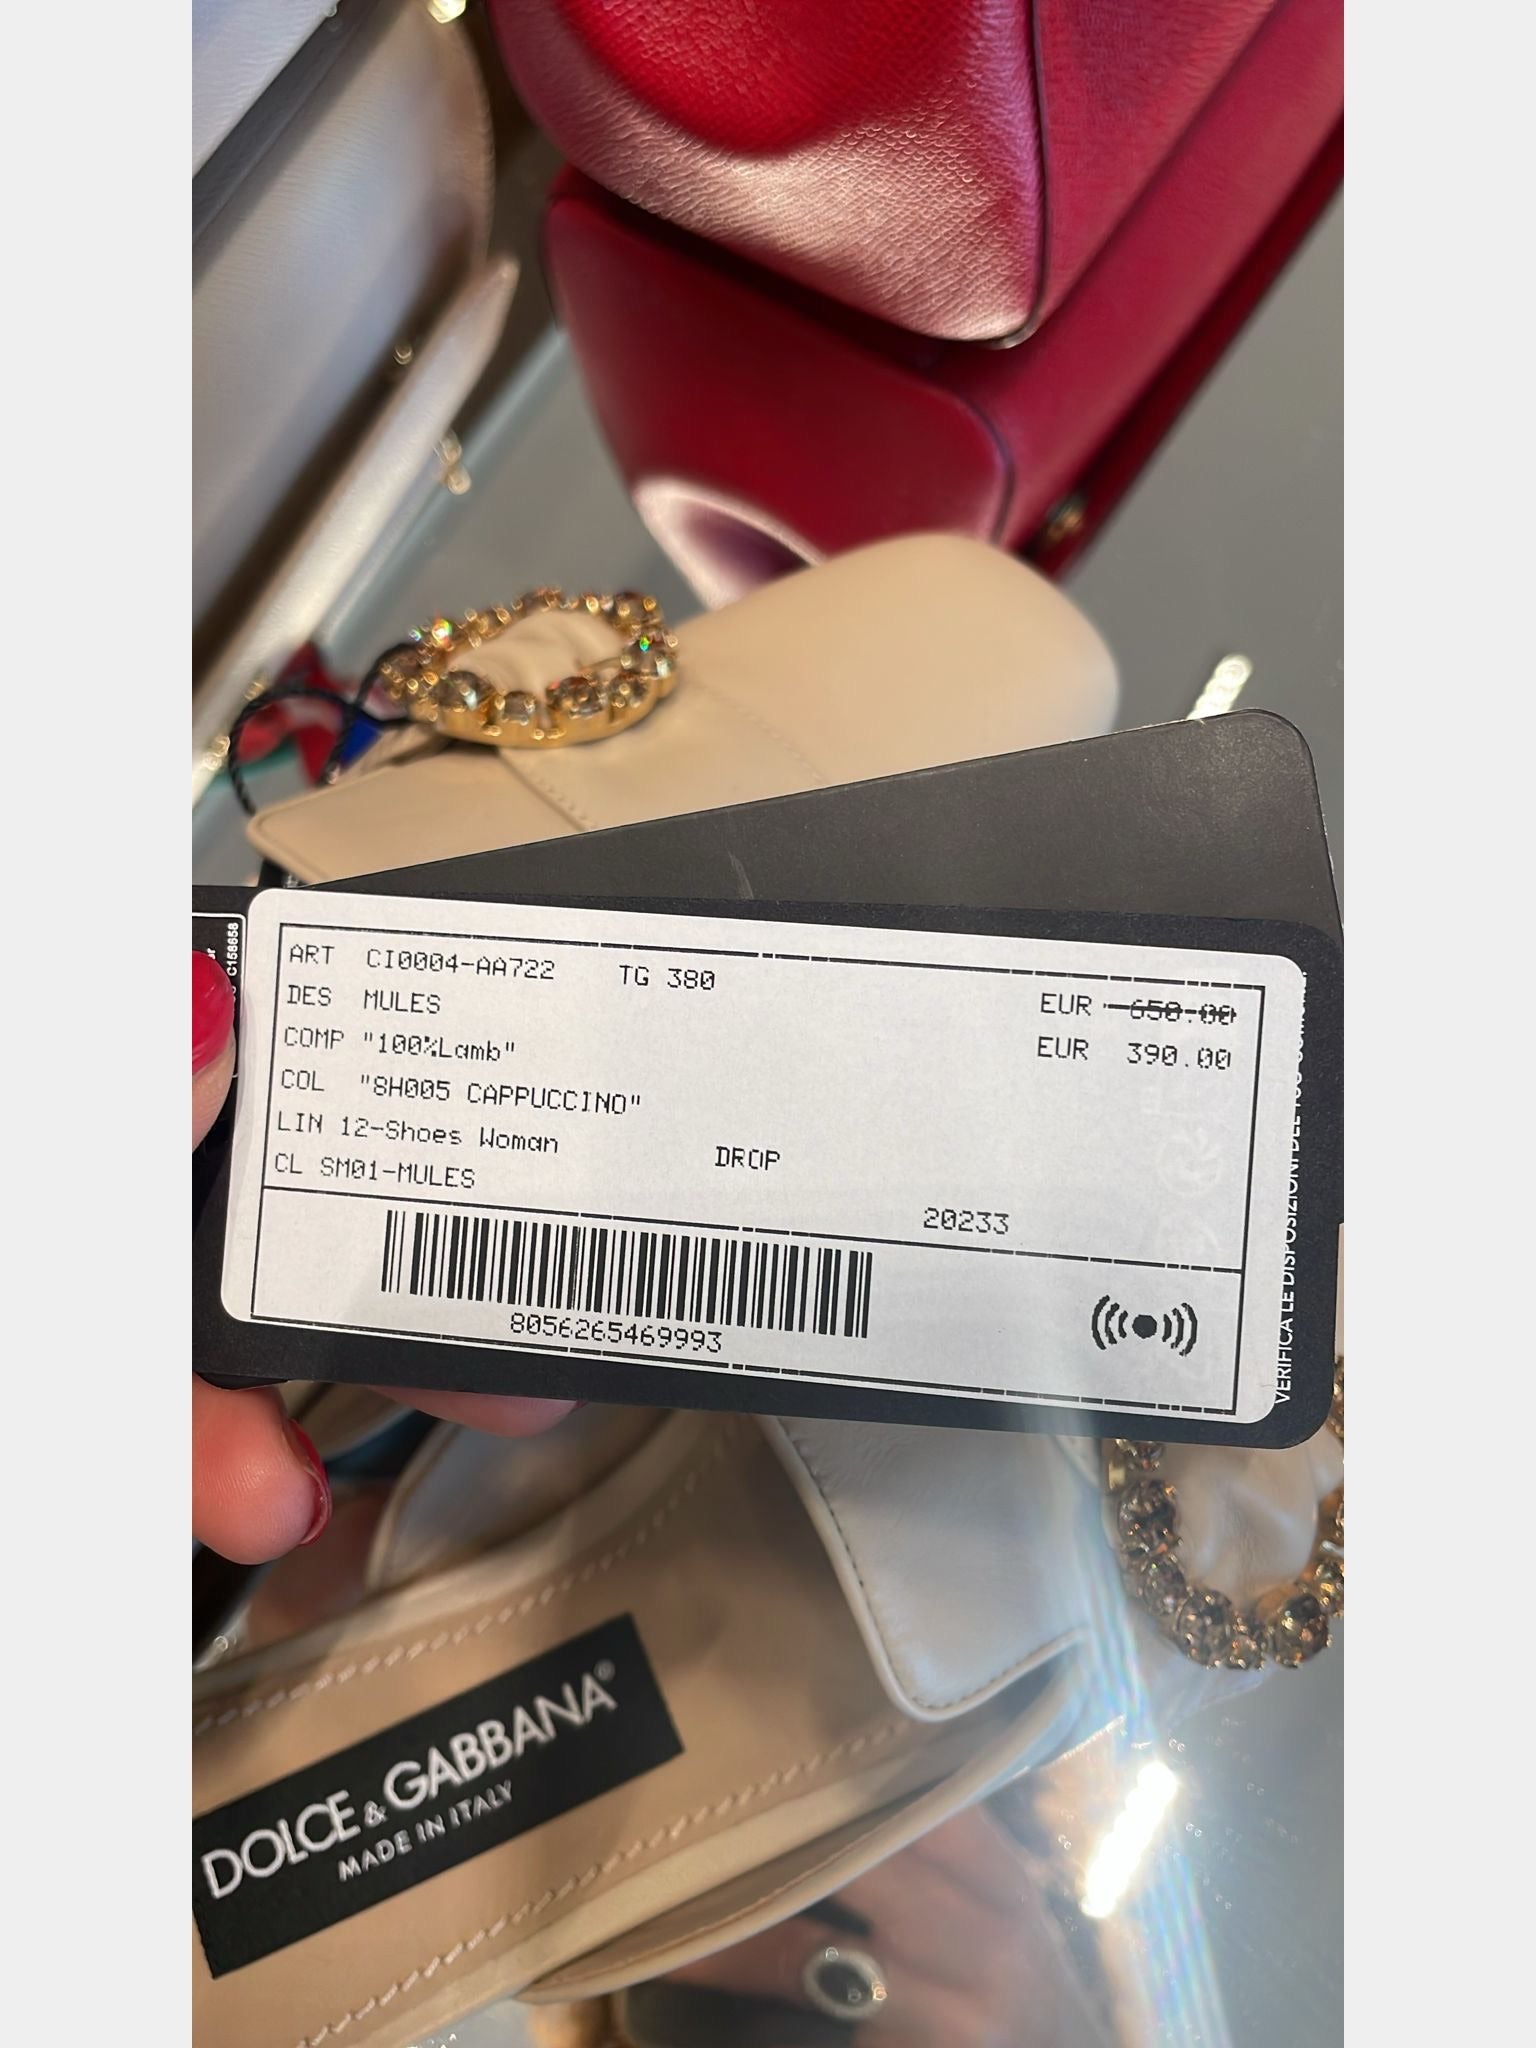 C158658
ART CI0004-AA722 TG 380
DES MULES
EUR 650.00
COMP "100%Lamb"
EUR 390.00
COL "8H005 CAPPUCCINO"
LIN 12-Shoes Woman
DROP
CL SM01-MULES
20233
8056265469993
VERIFICA LE DISPOSIZIONI DEL TUO
DOLCE & GABBANA®
MADE IN ITALY